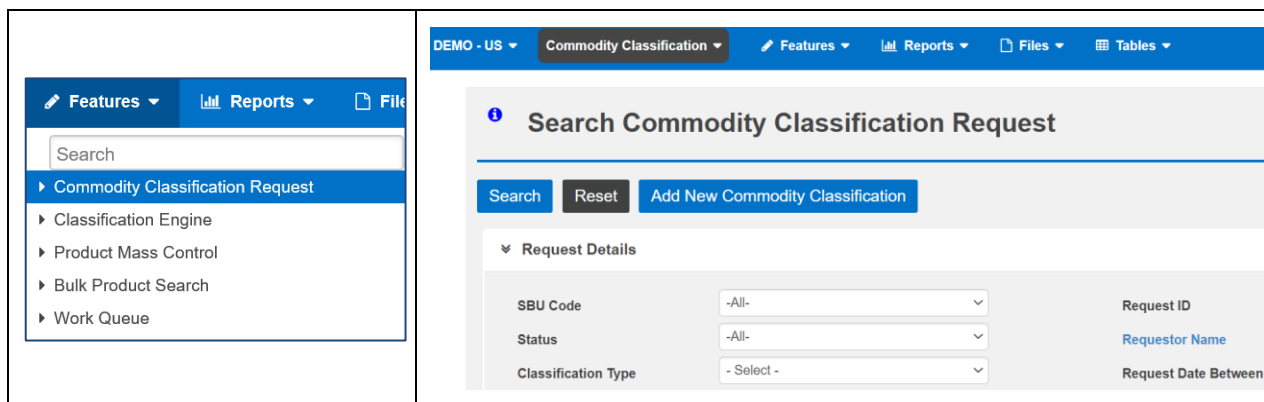 Features Reports File
Search
Commodity Classification Request
Classification Engine
Product Mass Control
Bulk Product Search
Work Queue
DEMO - US Commodity Classification Features Reports Files Tables
Search Commodity Classification Request
Search Reset Add New Commodity Classification
Request Details
SBU Code -All- Request ID
Status -All- Requestor Name
Classification Type - Select - Request Date Between